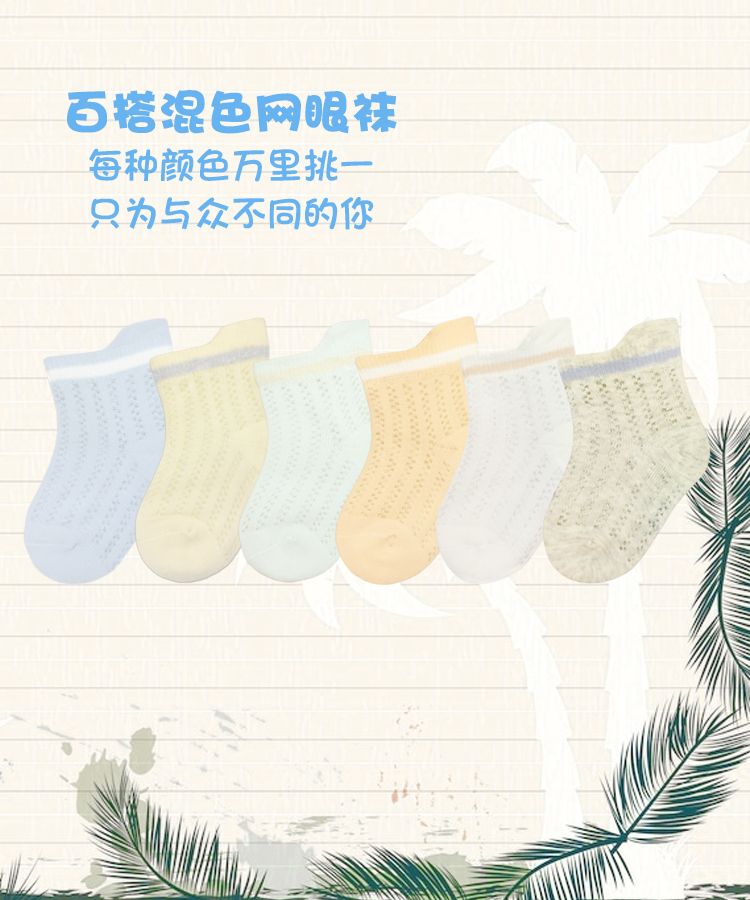 百搭混色网眼袜
每种颜色万里挑一
只为与众不同的你